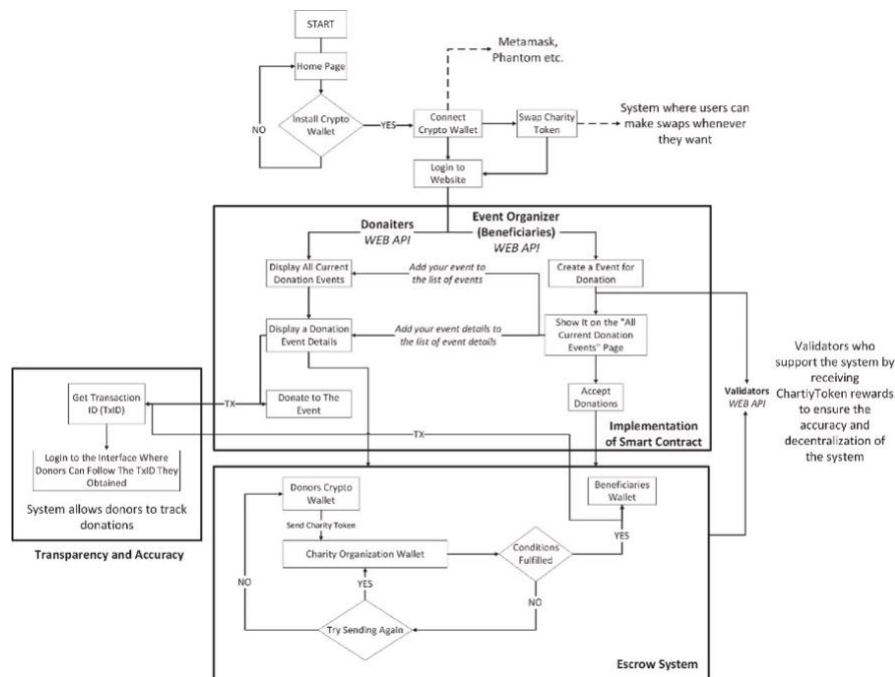 START
Home Page
Install Crypto
Wallet
NO
YES
Connect
Crypto Wallet
Metamask,
Phantom etc.
Swap Charity
Token
System where users can
make swaps whenever
they want
Login to
Website
Donaiters
WEB API
Event Organizer
(Beneficiaries)
WEB API
Display All Current
Donation Events
Add your event to
the list of events
Create a Event for
Donation
Display a Donation
Event Details
Add your event details to
the list of event details
Show It on the "All
Current Donation
Events" Page
Validators
WEB API
Validators who
support the system by
receiving
ChartiyToken rewards
to ensure the
accuracy and
decentralization of
the system
Get Transaction
ID (TxID)
TX
Donate to The
Event
Accept
Donations
TX
Implementation
of Smart Contract
Login to the Interface Where
Donors Can Follow The TxID They
Obtained
System allows donors to track
donations
Transparency and Accuracy
Donors Crypto
Wallet
Beneficiaries
Wallet
Send Charity Token
Charity Organization Wallet
Conditions
Fulfilled
YES
NO
YES
NO
Try Sending Again
Escrow System